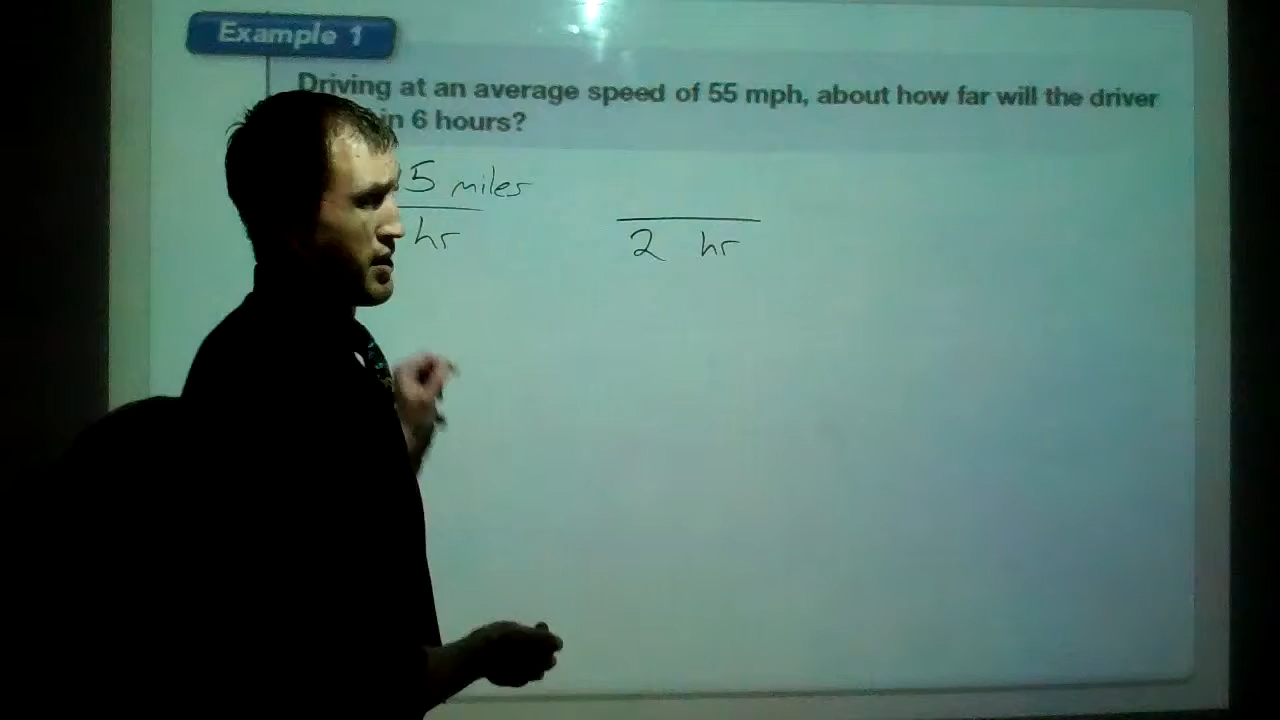 Example 1
Driving at an average speed of 55 mph, about how far will the driver
in 6 hours?
5 miles
hr
2 hr